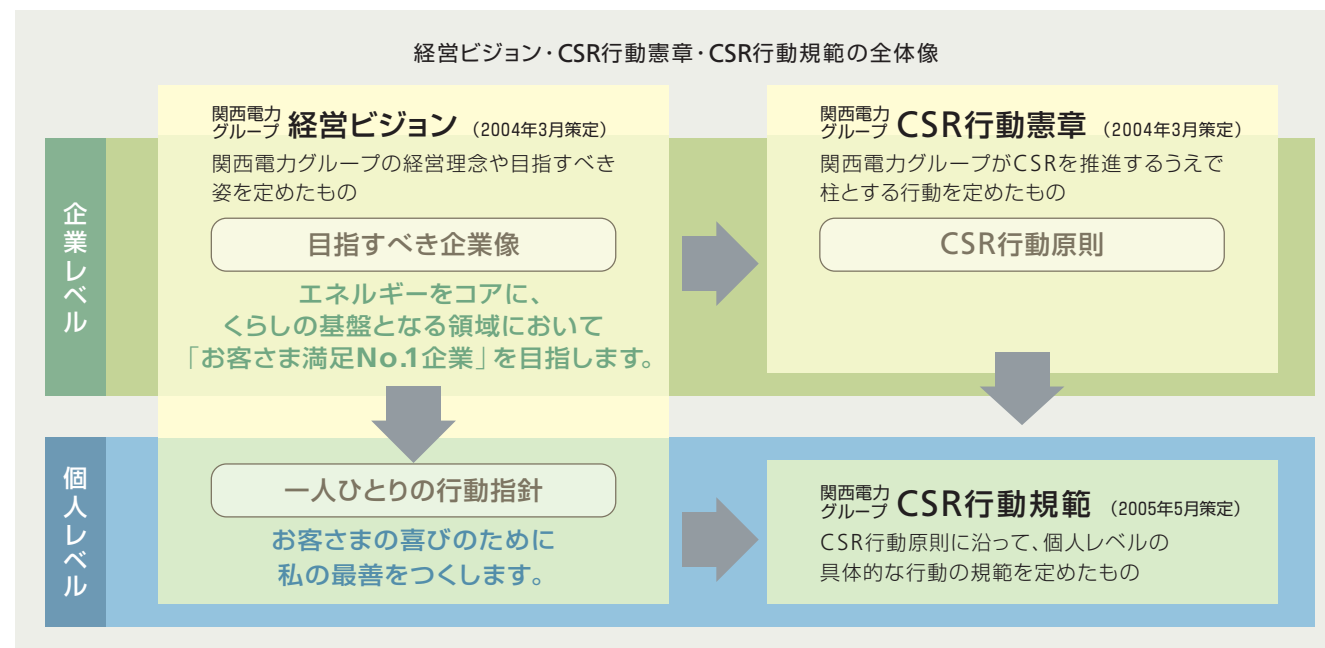 経営ビジョン・CSR行動憲章・CSR行動規範の全体像
企業レベル
関西電力
グループ 経営ビジョン (2004年3月策定)
関西電力グループの経営理念や目指すべき
姿を定めたもの
目指すべき企業像
エネルギーをコアに、
くらしの基盤となる領域において
「お客さま満足No.1企業」を目指します。
関西電力
グループ CSR行動憲章 (2004年3月策定)
関西電力グループがCSRを推進するうえで
柱とする行動を定めたもの
CSR行動原則
個人レベル
一人ひとりの行動指針
お客さまの喜びのために
私の最善をつくします。
関西電力
グループ CSR行動規範 (2005年5月策定)
CSR行動原則に沿って、個人レベルの
具体的な行動の規範を定めたもの